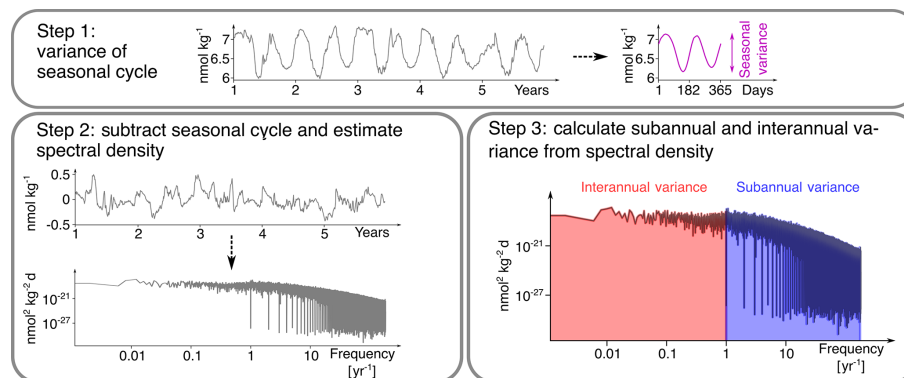 Step 1:
variance of
seasonal cycle
nmol kg-1
7
6.5
6
1 2 3 4 5 Years
nmol kg-1
7
6.5
6
1 182 365 Days
Seasonal
variance
Step 2: subtract seasonal cycle and estimate
spectral density
nmol kg-1
0.5
0
-0.5
1 2 3 4 5 Years
nmol² kg-2 d
10-21
10-27
0.01 0.1 1 10 Frequency
[yr-1]
Step 3: calculate subannual and interannual va-
riance from spectral density
Interannual variance Subannual variance
nmol² kg-2 d
10-21
10-27
0.01 0.1 1 10 Frequency
[yr-1]